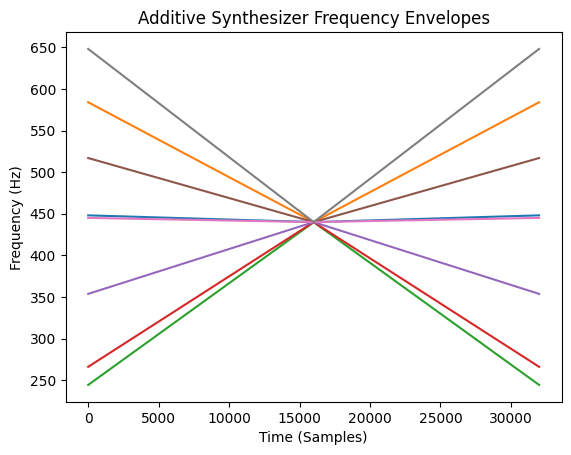 Additive Synthesizer Frequency Envelopes
650
600
550
500
450
400
350
300
250
Frequency (Hz)
0 5000 10000 15000 20000 25000 30000
Time (Samples)